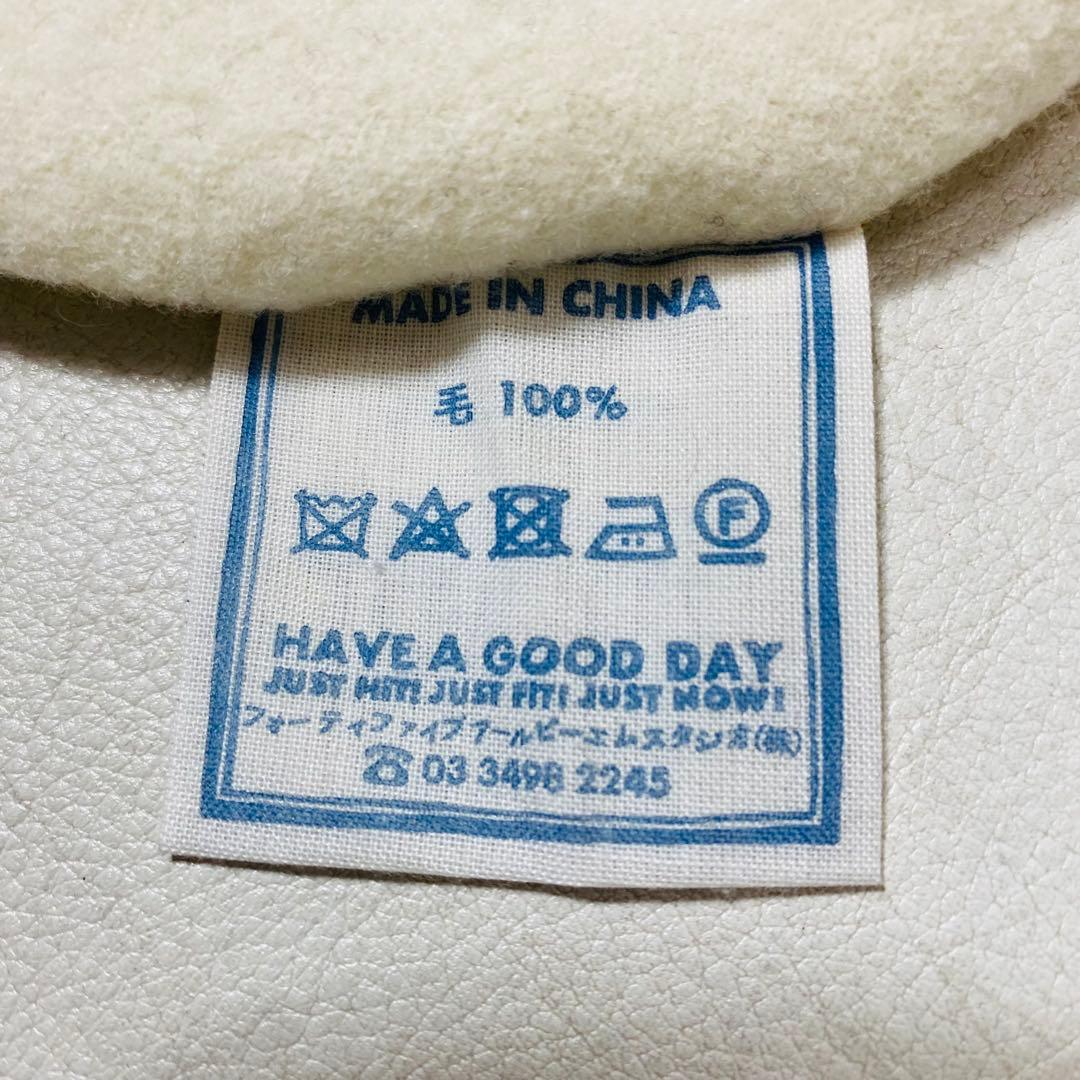 MADE IN CHINA
毛 100%
F
HAVE A GOOD DAY
JUST HIT! JUST FIT! JUST NOW!
フォーティファイブアールピーエムスタジオ(株)
☎ 03 3498 2245